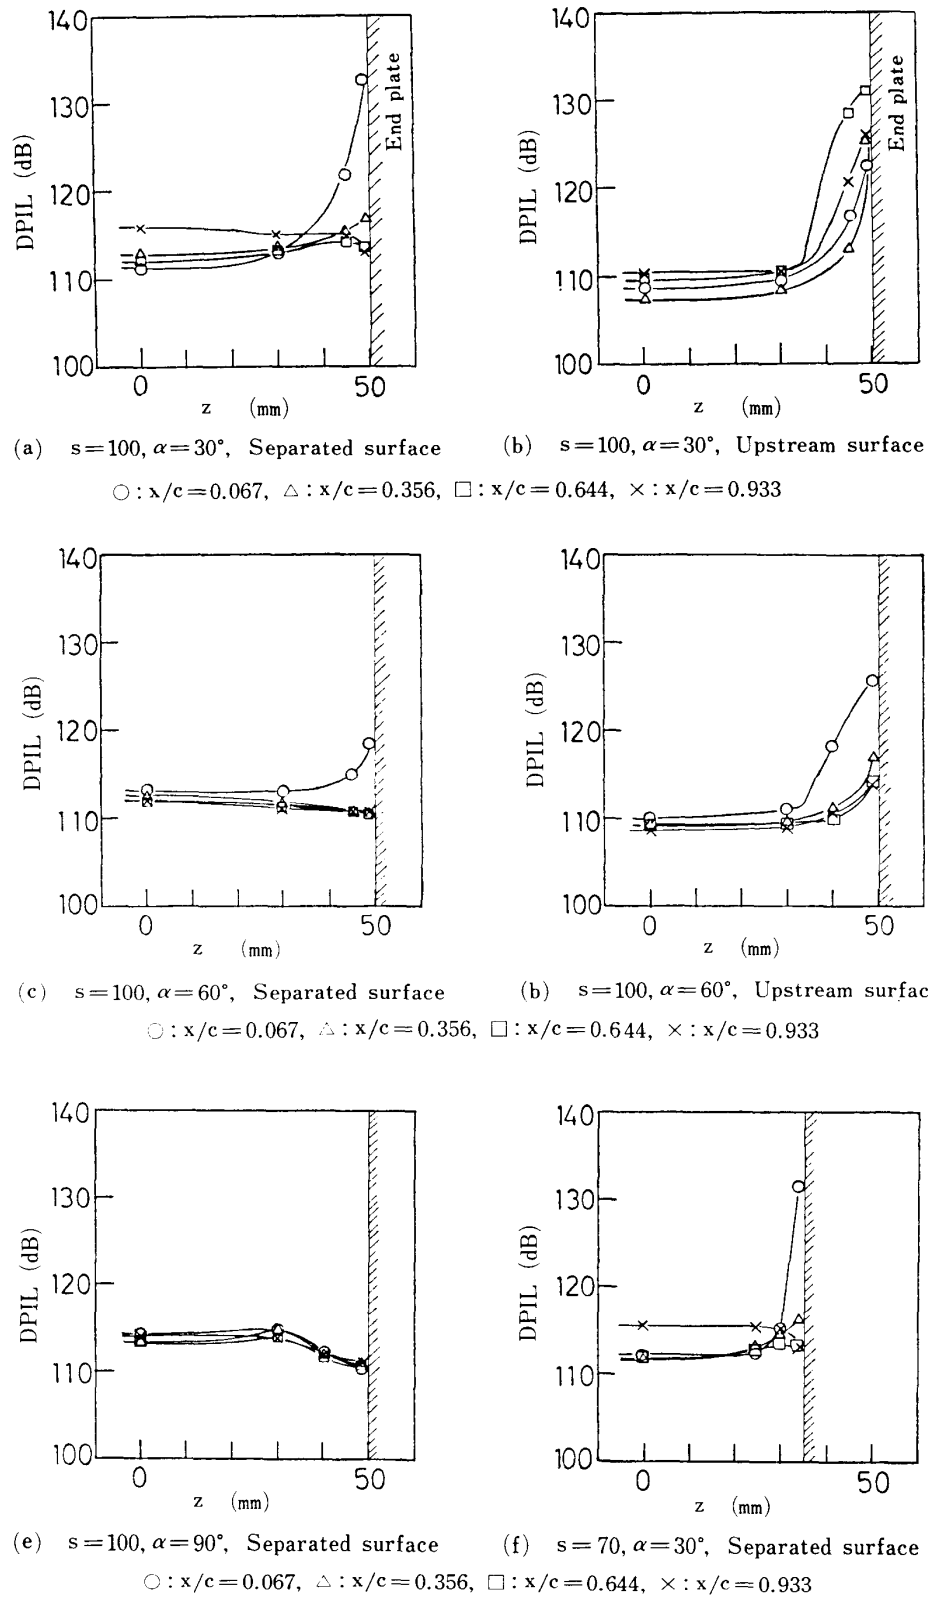 140
130
120
110
100
DPIL (dB)
End plate
0
50
z (mm)
(a) s=100, α=30°, Separated surface
140
130
120
110
100
DPIL (dB)
End plate
0
50
z (mm)
(b) s=100, α=30°, Upstream surface
○ : x/c=0.067, △ : x/c=0.356, □ : x/c=0.644, × : x/c=0.933
140
130
120
110
100
DPIL (dB)
0
50
z (mm)
(c) s=100, α=60°, Separated surface
140
130
120
110
100
DPIL (dB)
0
50
z (mm)
(b) s=100, α=60°, Upstream surfac
○ : x/c=0.067, △ : x/c=0.356, □ : x/c=0.644, × : x/c=0.933
140
130
120
110
100
DPIL (dB)
0
50
z (mm)
(e) s=100, α=90°, Separated surface
140
130
120
110
100
DPIL (dB)
0
50
z (mm)
(f) s=70, α=30°, Separated surface
○ : x/c=0.067, △ : x/c=0.356, □ : x/c=0.644, × : x/c=0.933